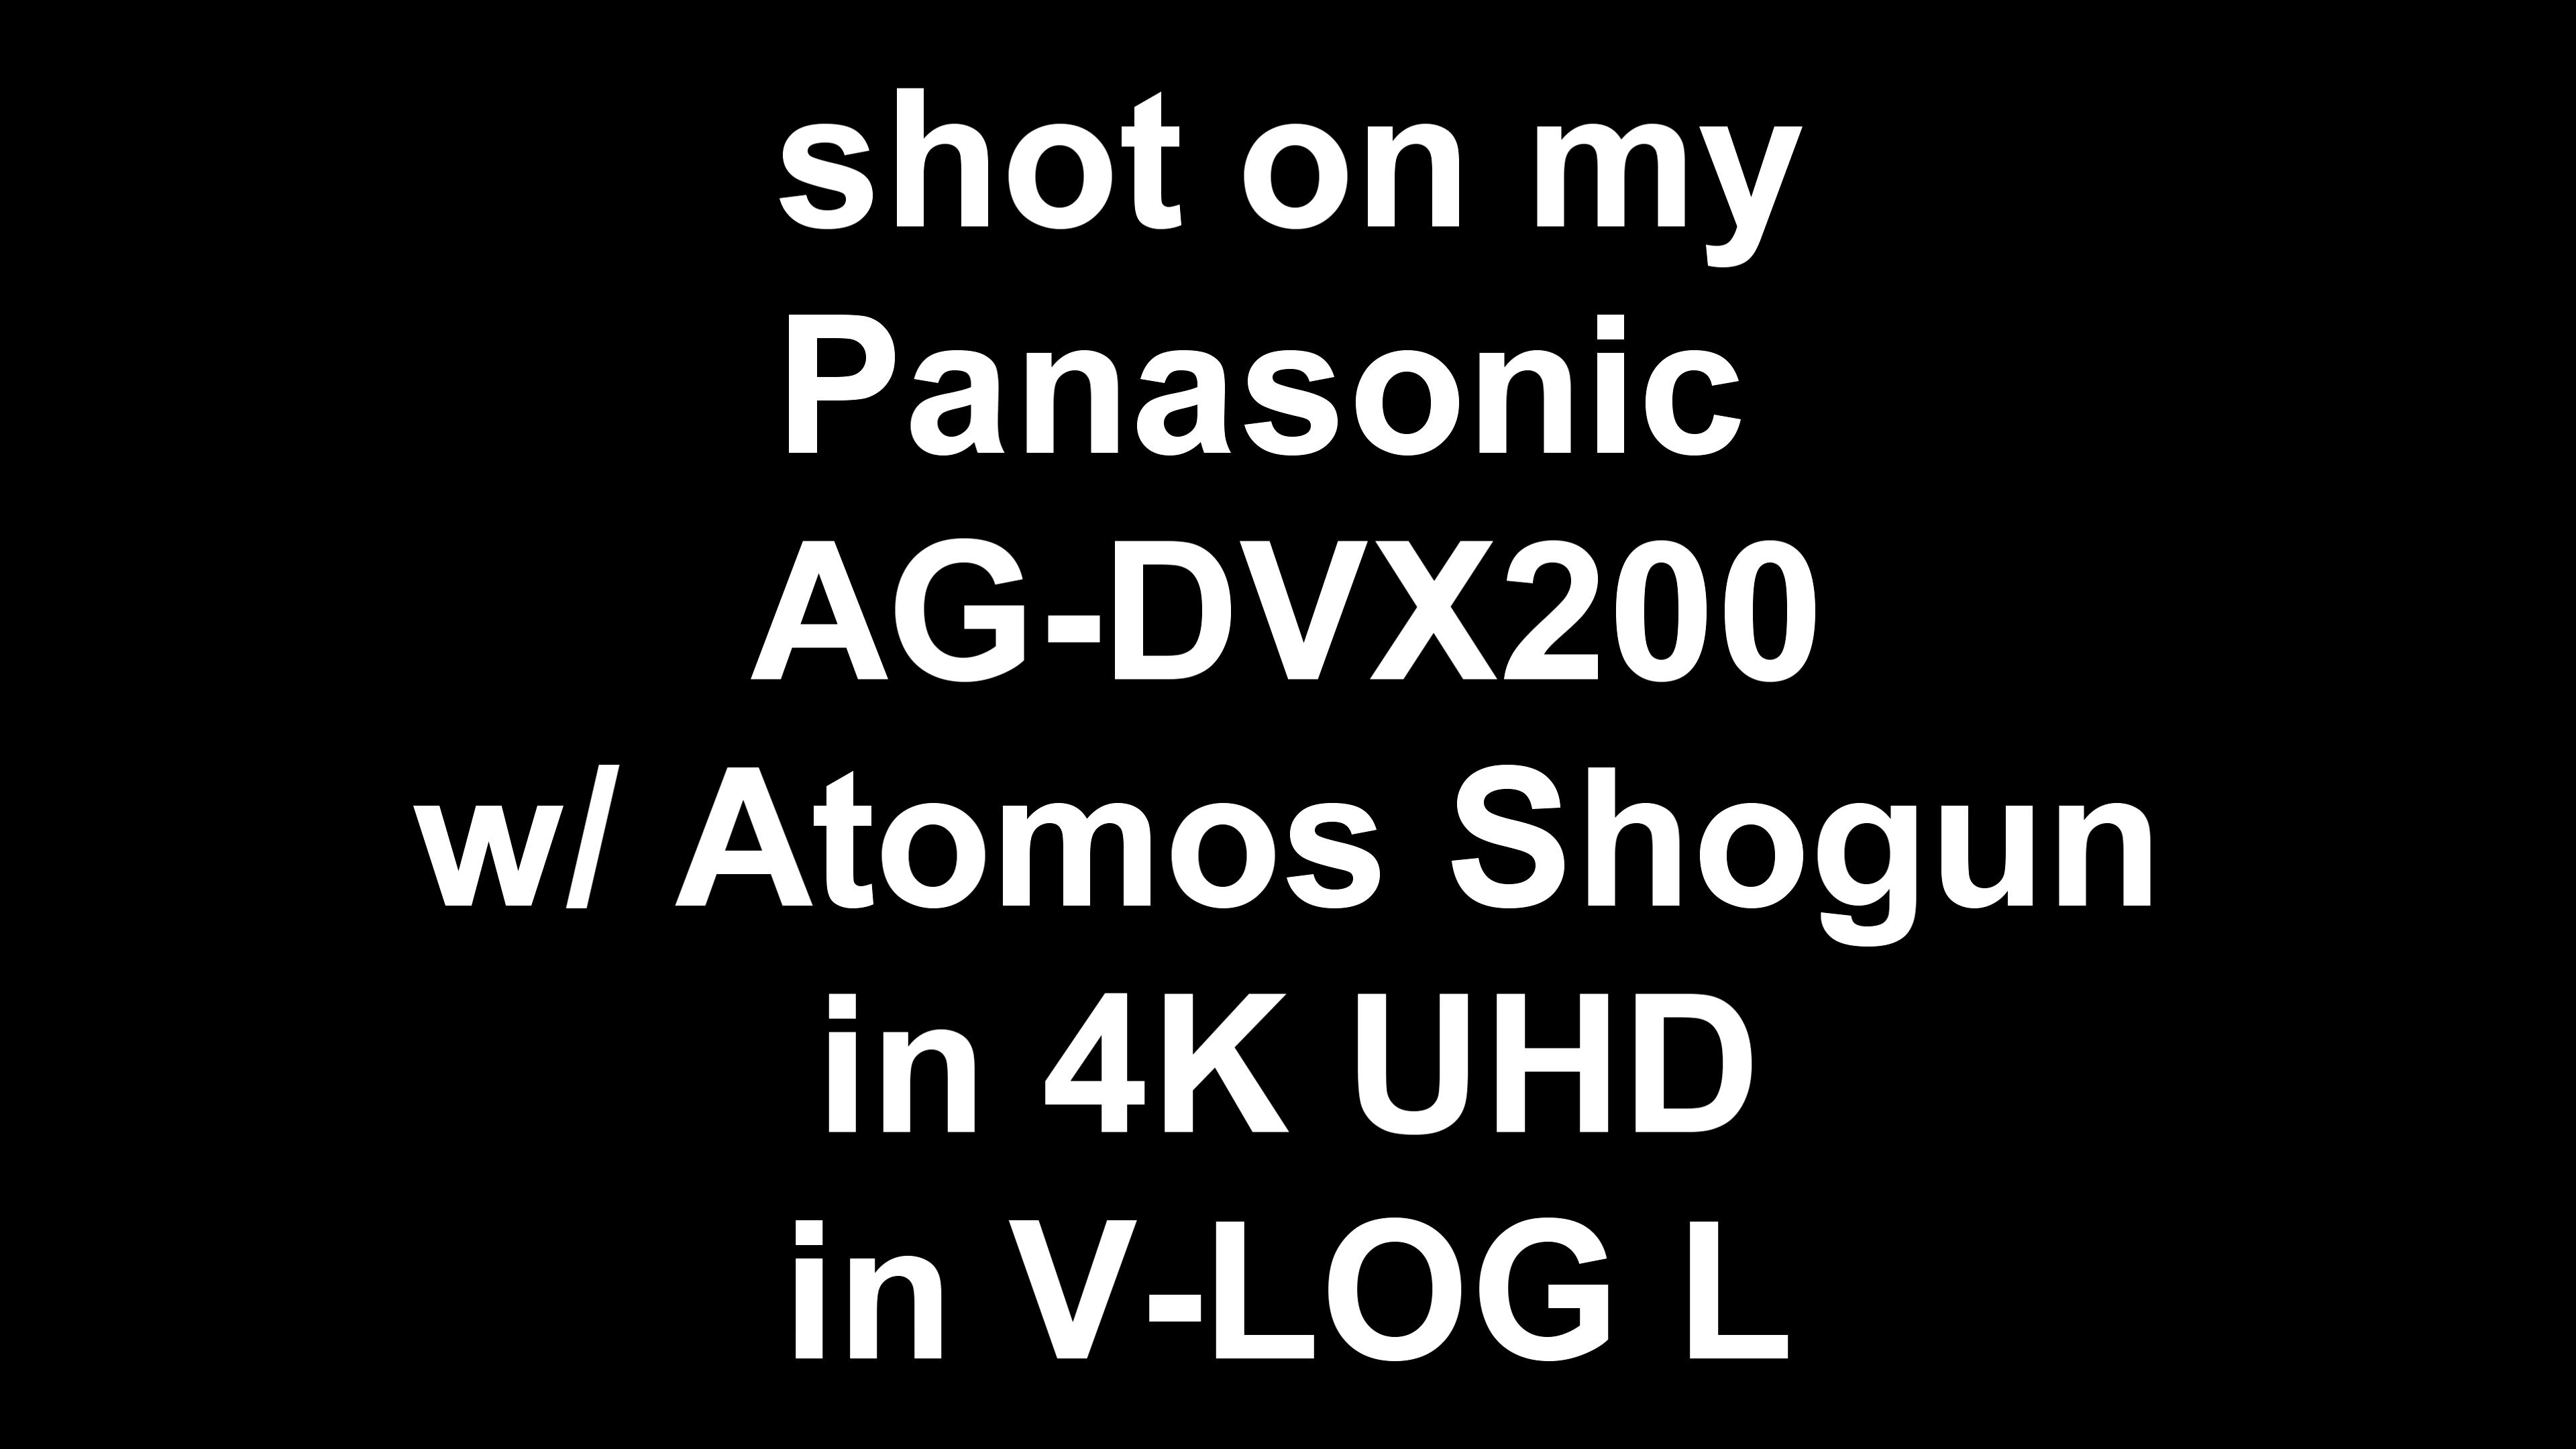 shot on my
Panasonic
AG-DVX200
w/ Atomos Shogun
in 4K UHD
in V-LOG L